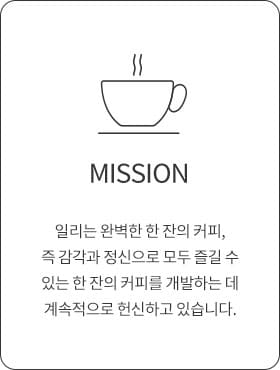 MISSION
일리는 완벽한 한 잔의 커피,
즉 감각과 정신으로 모두 즐길 수
있는 한 잔의 커피를 개발하는 데
계속적으로 헌신하고 있습니다.